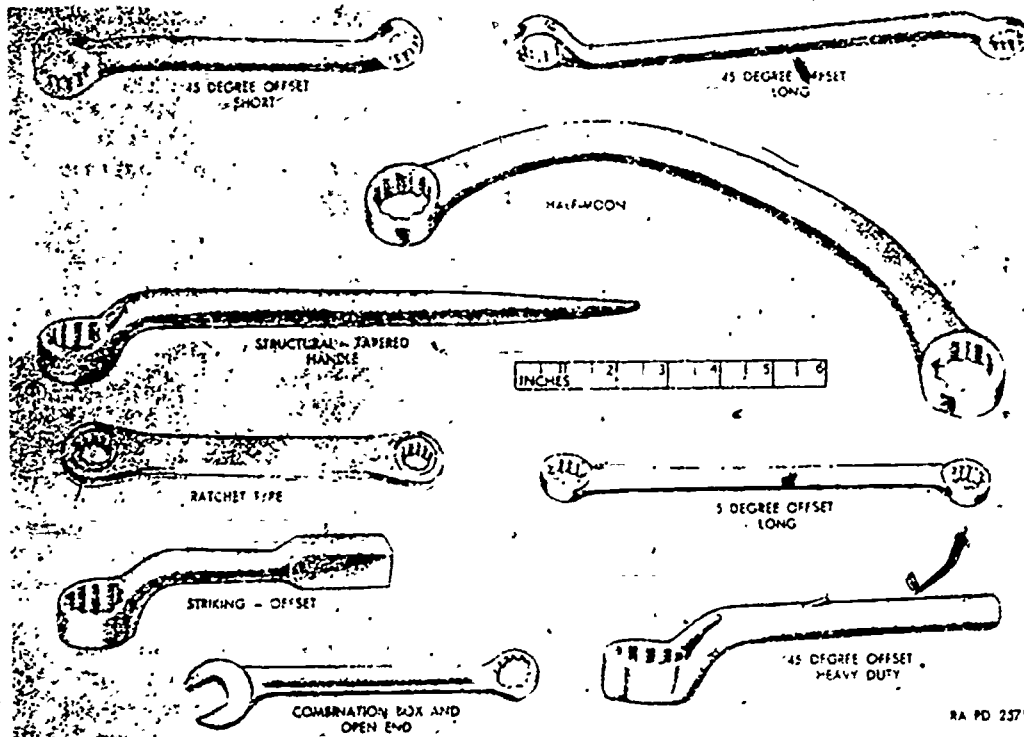 45 DEGREE OFFSET
SHORT
45 DEGREE OFFSET
LONG
HALF-MOON
STRUCTURAL - TAPERED
HANDLE
INCHES 1 2 3 4 5 6
RATCHET TYPE
5 DEGREE OFFSET
LONG
STRIKING - OFFSET
45 DEGREE OFFSET
HEAVY DUTY
COMBINATION BOX AND
OPEN END
RA PD 257